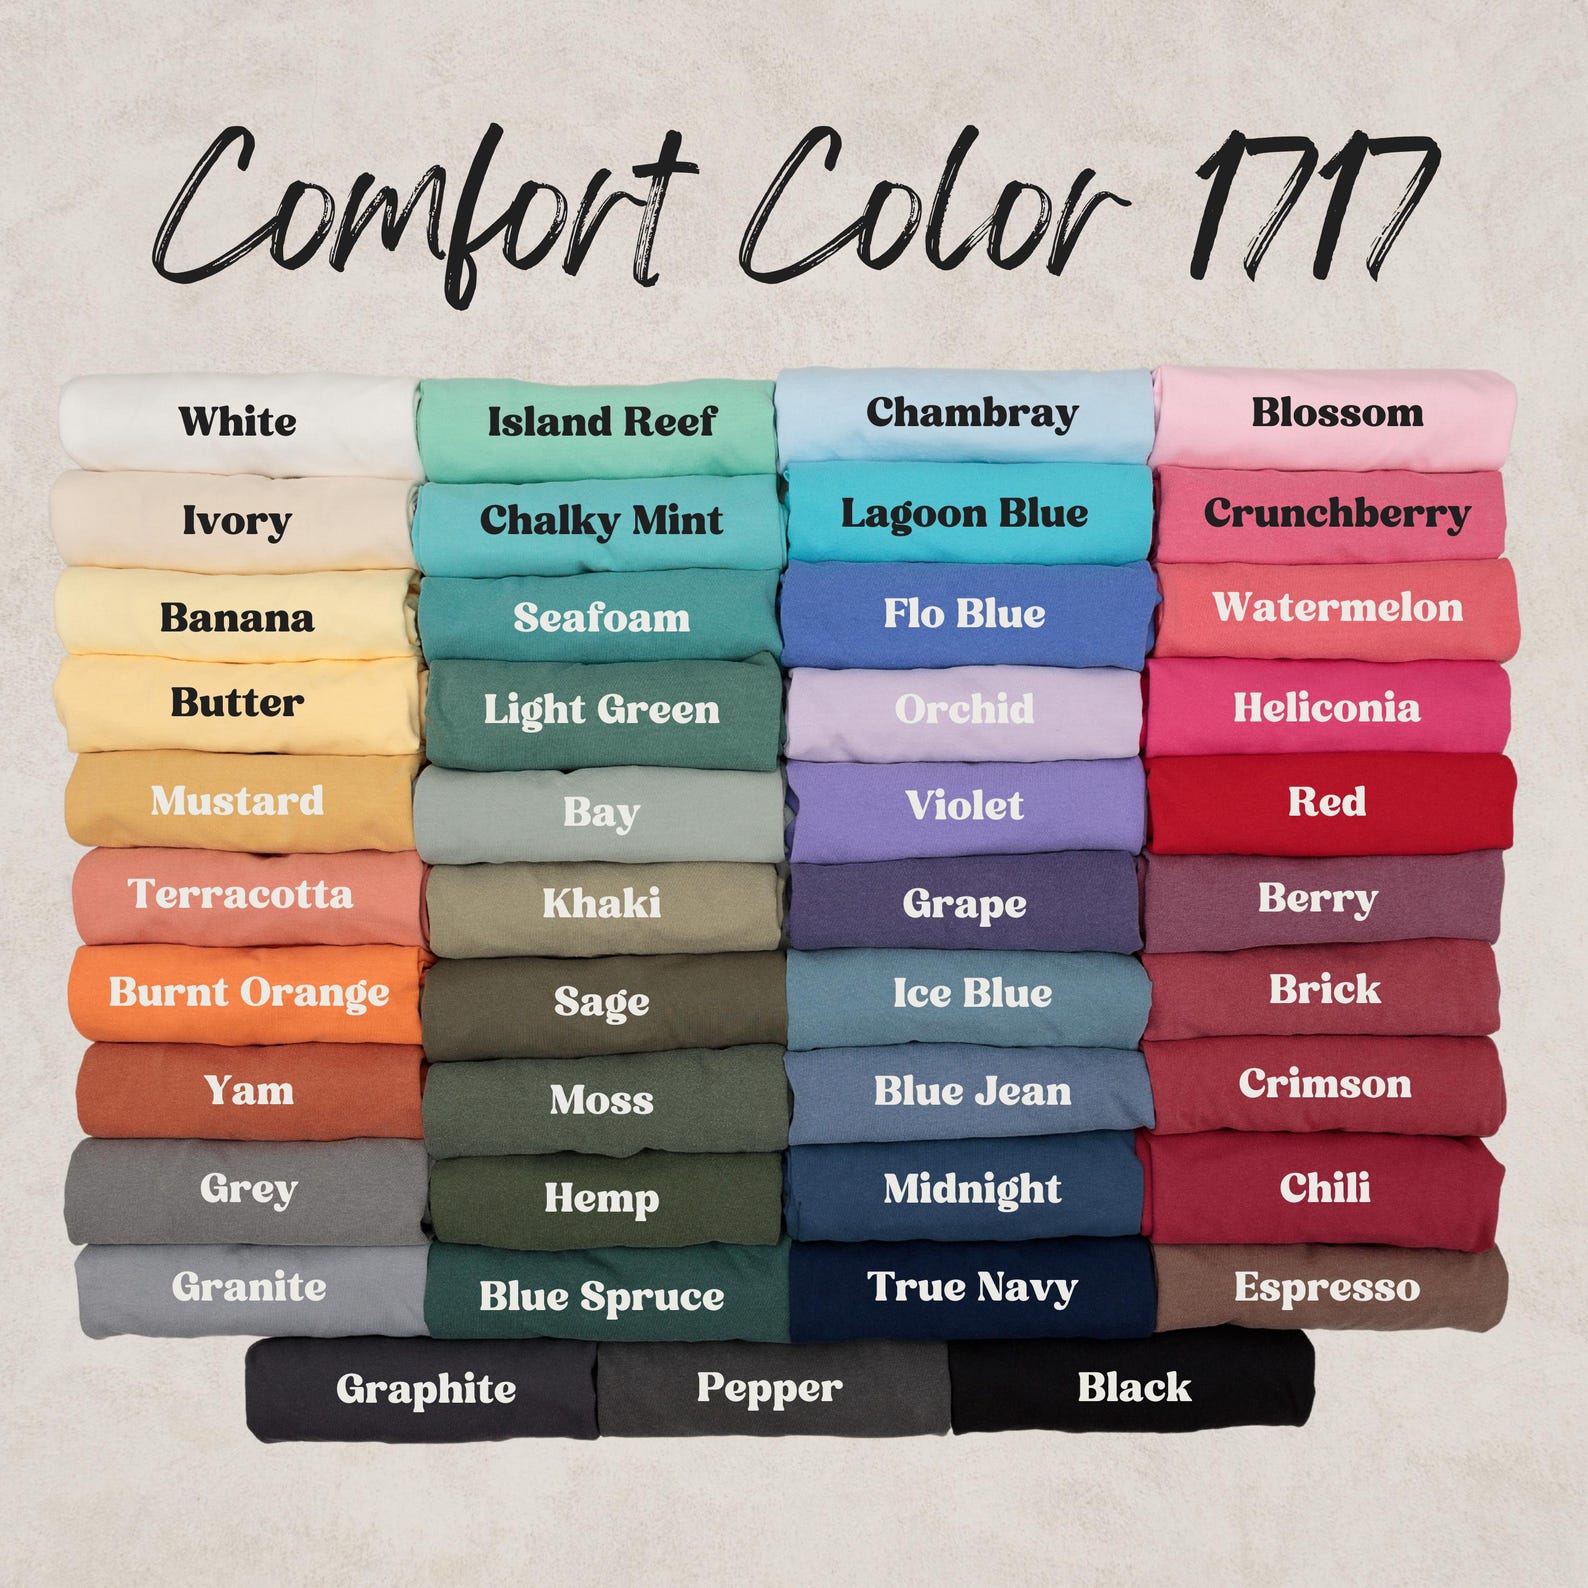 Comfort Color 1717
White
Island Reef
Chambray
Blossom
Ivory
Chalky Mint
Lagoon Blue
Crunchberry
Banana
Seafoam
Flo Blue
Watermelon
Butter
Light Green
Orchid
Heliconia
Mustard
Bay
Violet
Red
Terracotta
Khaki
Grape
Berry
Burnt Orange
Sage
Ice Blue
Brick
Yam
Moss
Blue Jean
Crimson
Grey
Hemp
Midnight
Chili
Granite
Blue Spruce
True Navy
Espresso
Graphite
Pepper
Black